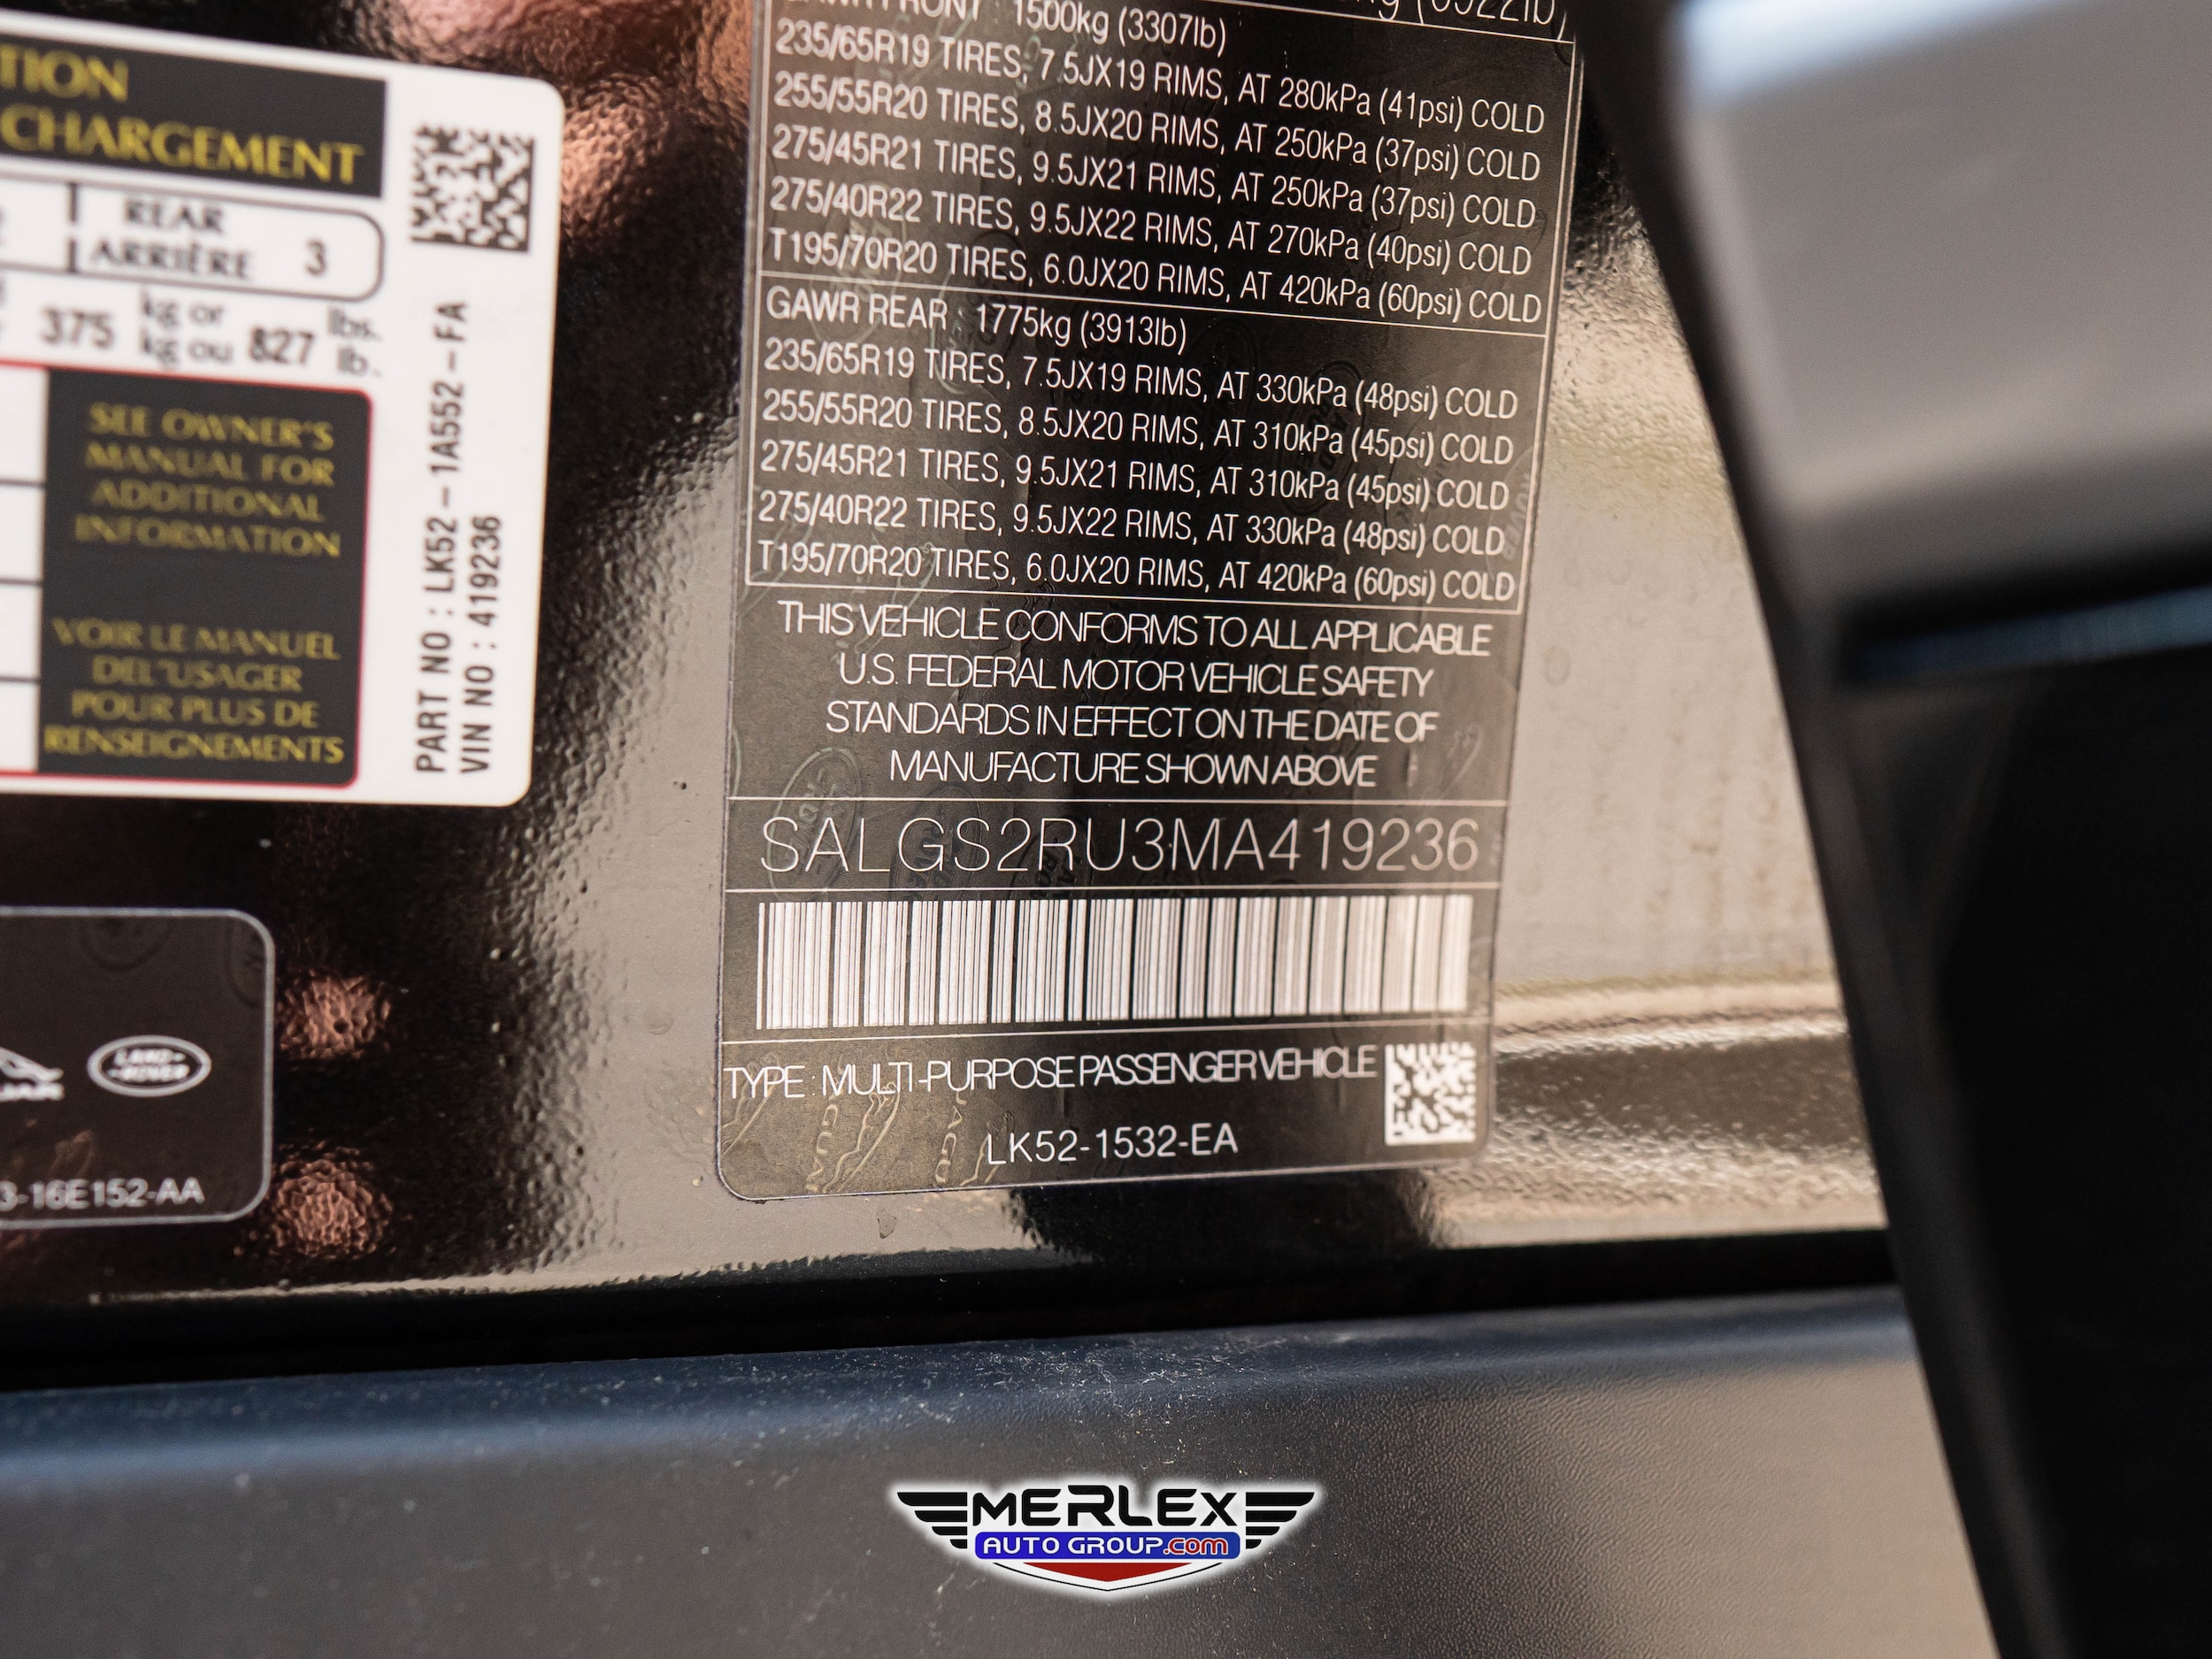 TION
CHARGEMENT
REAR
ARRIÈRE 3
375 kg or 827 lbs.
kg ou lb.
SEE OWNER'S
MANUAL FOR
ADDITIONAL
INFORMATION
VOIR LE MANUEL
DEL'USAGER
POUR PLUS DE
RENSEIGNEMENTS
PART NO : LK52-1A552-FA
VIN NO : 419236
LAND-
-ROVER
3-16E152-AA
GAWR FRONT : 1500kg (3307lb)
235/65R19 TIRES, 7.5JX19 RIMS, AT 280kPa (41psi) COLD
255/55R20 TIRES, 8.5JX20 RIMS, AT 250kPa (37psi) COLD
275/45R21 TIRES, 9.5JX21 RIMS, AT 250kPa (37psi) COLD
275/40R22 TIRES, 9.5JX22 RIMS, AT 270kPa (40psi) COLD
T195/70R20 TIRES, 6.0JX20 RIMS, AT 420kPa (60psi) COLD
GAWR REAR : 1775kg (3913lb)
235/65R19 TIRES, 7.5JX19 RIMS, AT 330kPa (48psi) COLD
255/55R20 TIRES, 8.5JX20 RIMS, AT 310kPa (45psi) COLD
275/45R21 TIRES, 9.5JX21 RIMS, AT 310kPa (45psi) COLD
275/40R22 TIRES, 9.5JX22 RIMS, AT 330kPa (48psi) COLD
T195/70R20 TIRES, 6.0JX20 RIMS, AT 420kPa (60psi) COLD
THIS VEHICLE CONFORMS TO ALL APPLICABLE
U.S. FEDERAL MOTOR VEHICLE SAFETY
STANDARDS IN EFFECT ON THE DATE OF
MANUFACTURE SHOWN ABOVE
SALGS2RU3MA419236
TYPE : MULTI-PURPOSE PASSENGER VEHICLE
LK52-1532-EA
MERLEX
AUTO GROUP.com